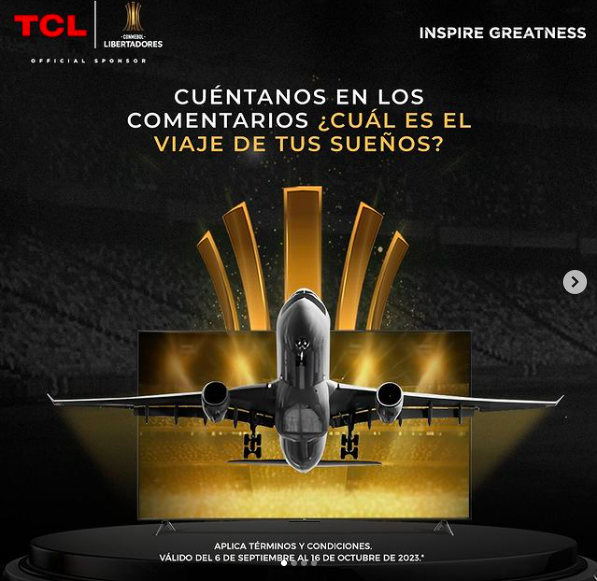 TCL
CONMEBOL
LIBERTADORES
OFFICIAL SPONSOR
INSPIRE GREATNESS
CUÉNTANOS EN LOS
COMENTARIOS ¿CUÁL ES EL
VIAJE DE TUS SUEÑOS?
APLICA TÉRMINOS Y CONDICIONES.
VÁLIDO DEL 6 DE SEPTIEMBRE AL 16 DE OCTUBRE DE 2023.*